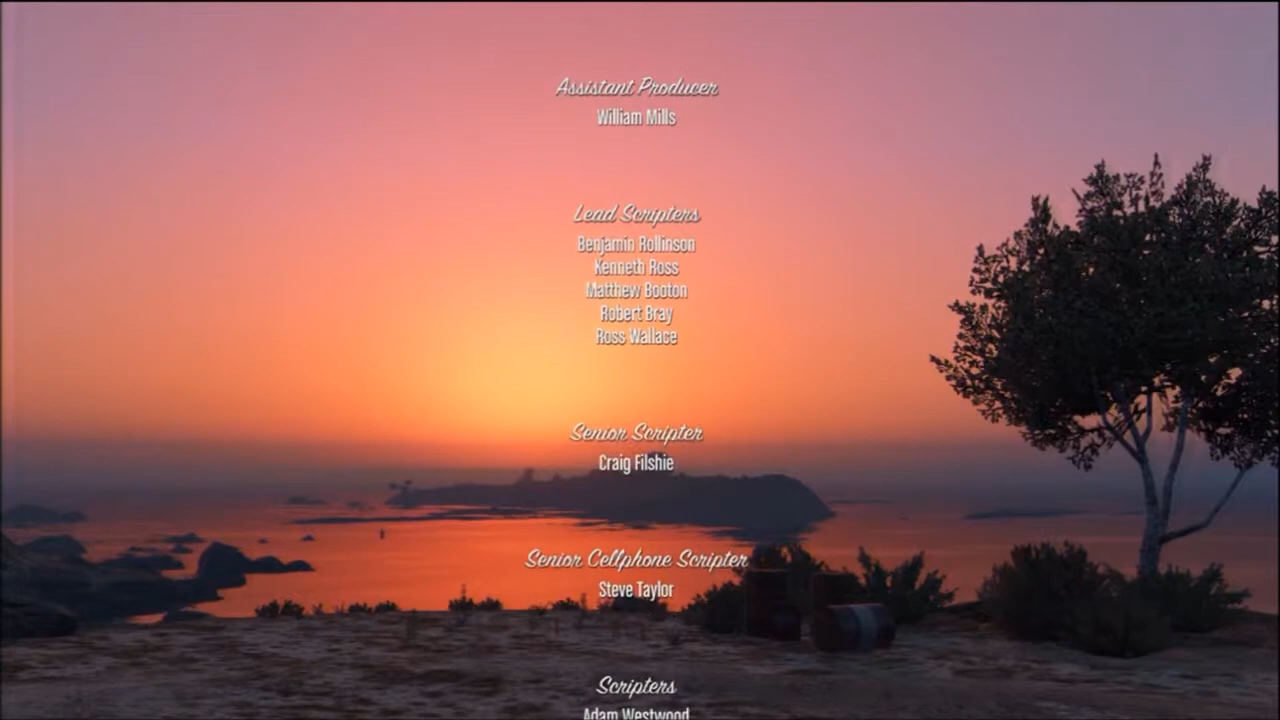 Assistant Producer
William Mills
Lead Scripters
Benjamin Rollinson
Kenneth Ross
Matthew Booton
Robert Bray
Ross Wallace
Senior Scripter
Craig Filshie
Senior Cellphone Scripter
Steve Taylor
Scripters
Adam Westwood